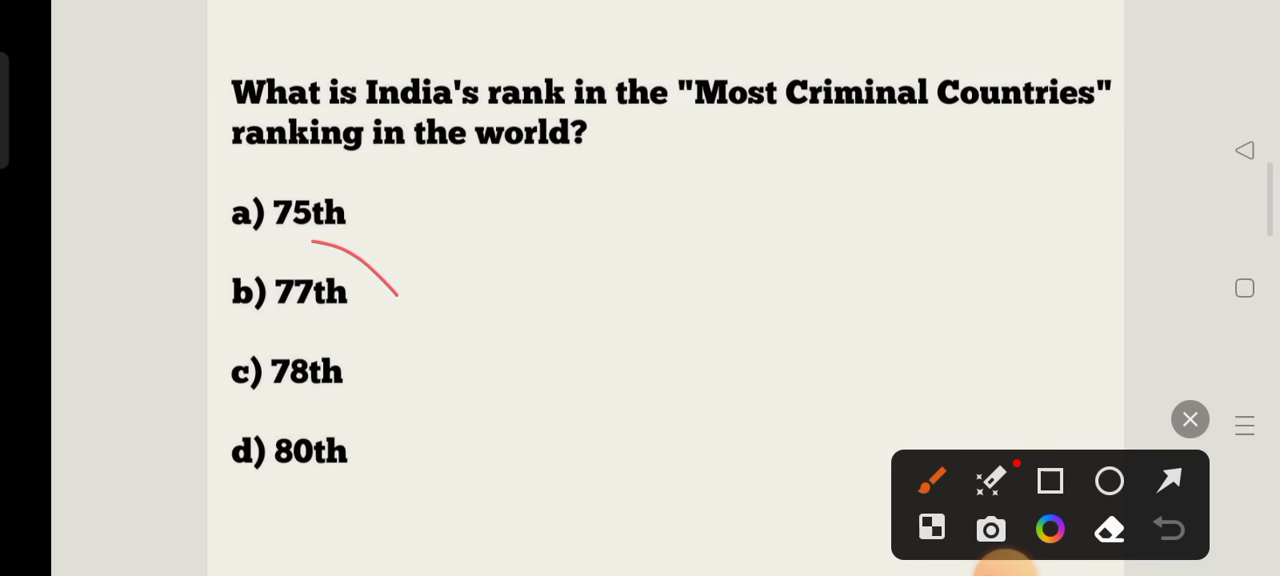 What is India's rank in the "Most Criminal Countries"
ranking in the world?
a) 75th
b) 77th
c) 78th
d) 80th